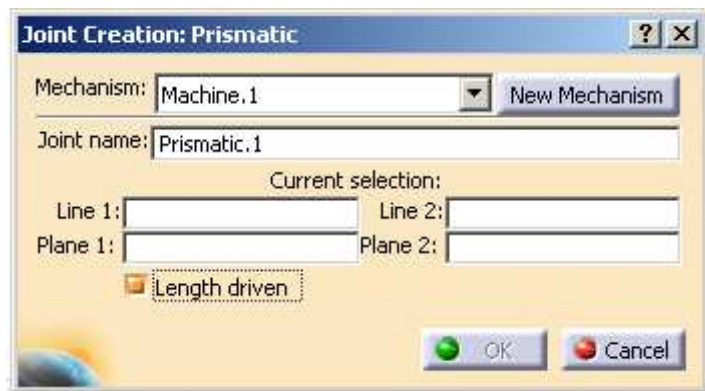 Joint Creation: Prismatic
Mechanism: Machine.1 New Mechanism
Joint name: Prismatic.1
Current selection:
Line 1: Line 2:
Plane 1: Plane 2:
Length driven
OK Cancel